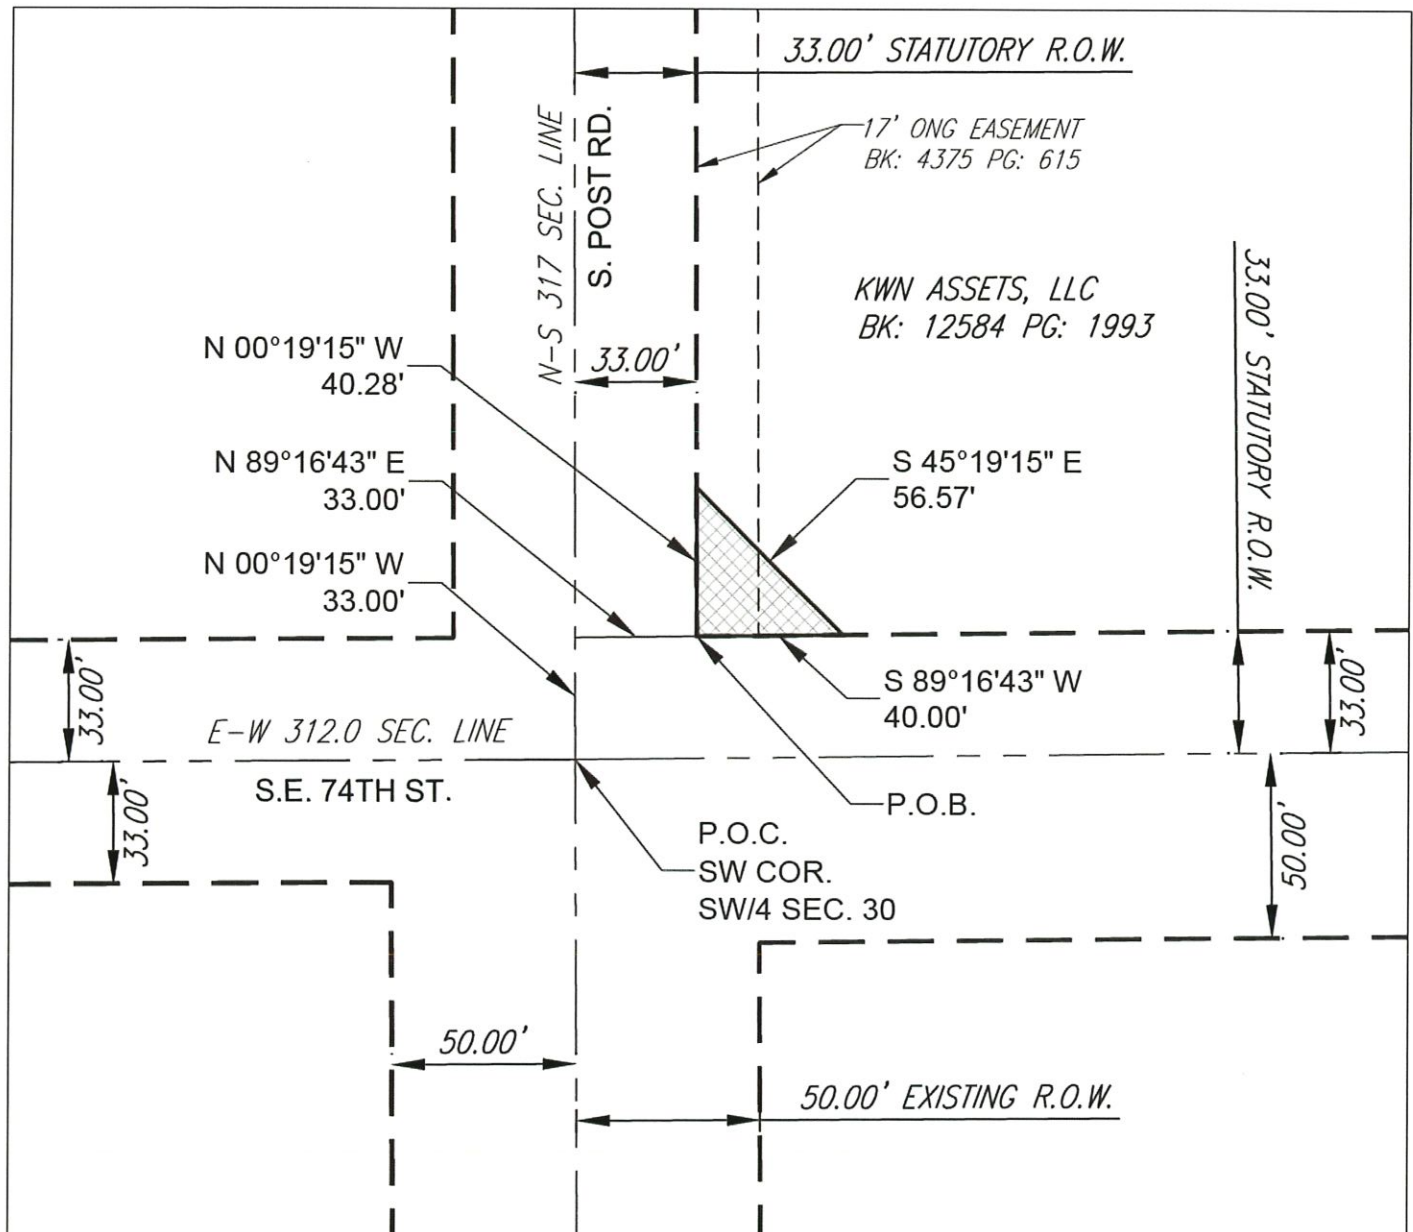 33.00' STATUTORY R.O.W.
17' ONG EASEMENT
BK: 4375 PG: 615
N-S 317 SEC. LINE
S. POST RD.
KWN ASSETS, LLC
BK: 12584 PG: 1993
33.00' STATUTORY R.O.W.
N 00°19'15" W
40.28'
33.00'
N 89°16'43" E
33.00'
S 45°19'15" E
56.57'
N 00°19'15" W
33.00'
33.00'
S 89°16'43" W
40.00'
33.00'
E-W 312.0 SEC. LINE
S.E. 74TH ST.
33.00'
P.O.B.
P.O.C.
SW COR.
SW/4 SEC. 30
50.00'
50.00'
50.00' EXISTING R.O.W.